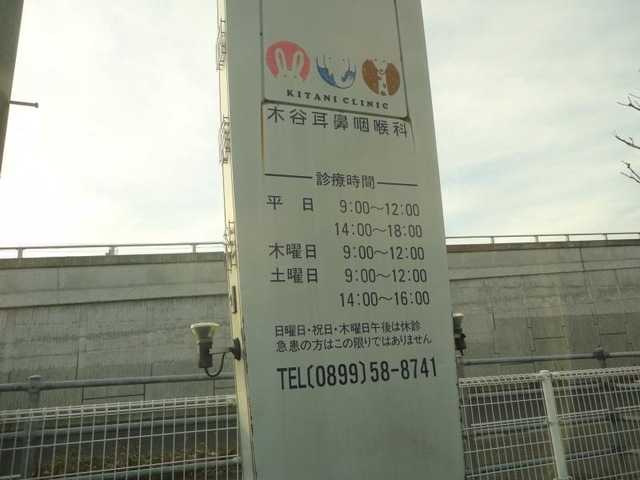 KITANI CLINIC
木谷耳鼻咽喉科
診療時間
平 日 9:00～12:00
14:00～18:00
木曜日 9:00～12:00
土曜日 9:00～12:00
14:00～16:00
日曜日・祝日・木曜日午後は休診
急患の方はこの限りではありません
TEL(0899)58-8741